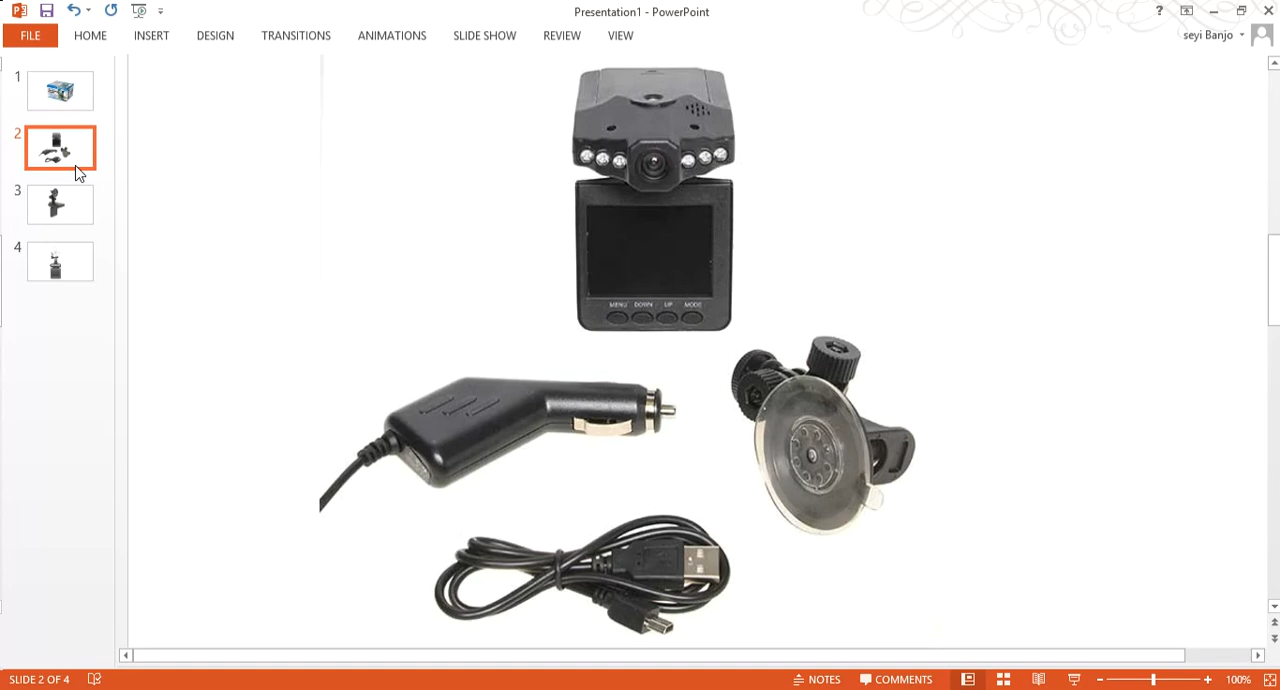 Presentation1 - PowerPoint
?
FILE HOME INSERT DESIGN TRANSITIONS ANIMATIONS SLIDE SHOW REVIEW VIEW
seyi Banjo
1
2
3
4
MENU DOWN UP MODE
SLIDE 2 OF 4 NOTES COMMENTS 100%